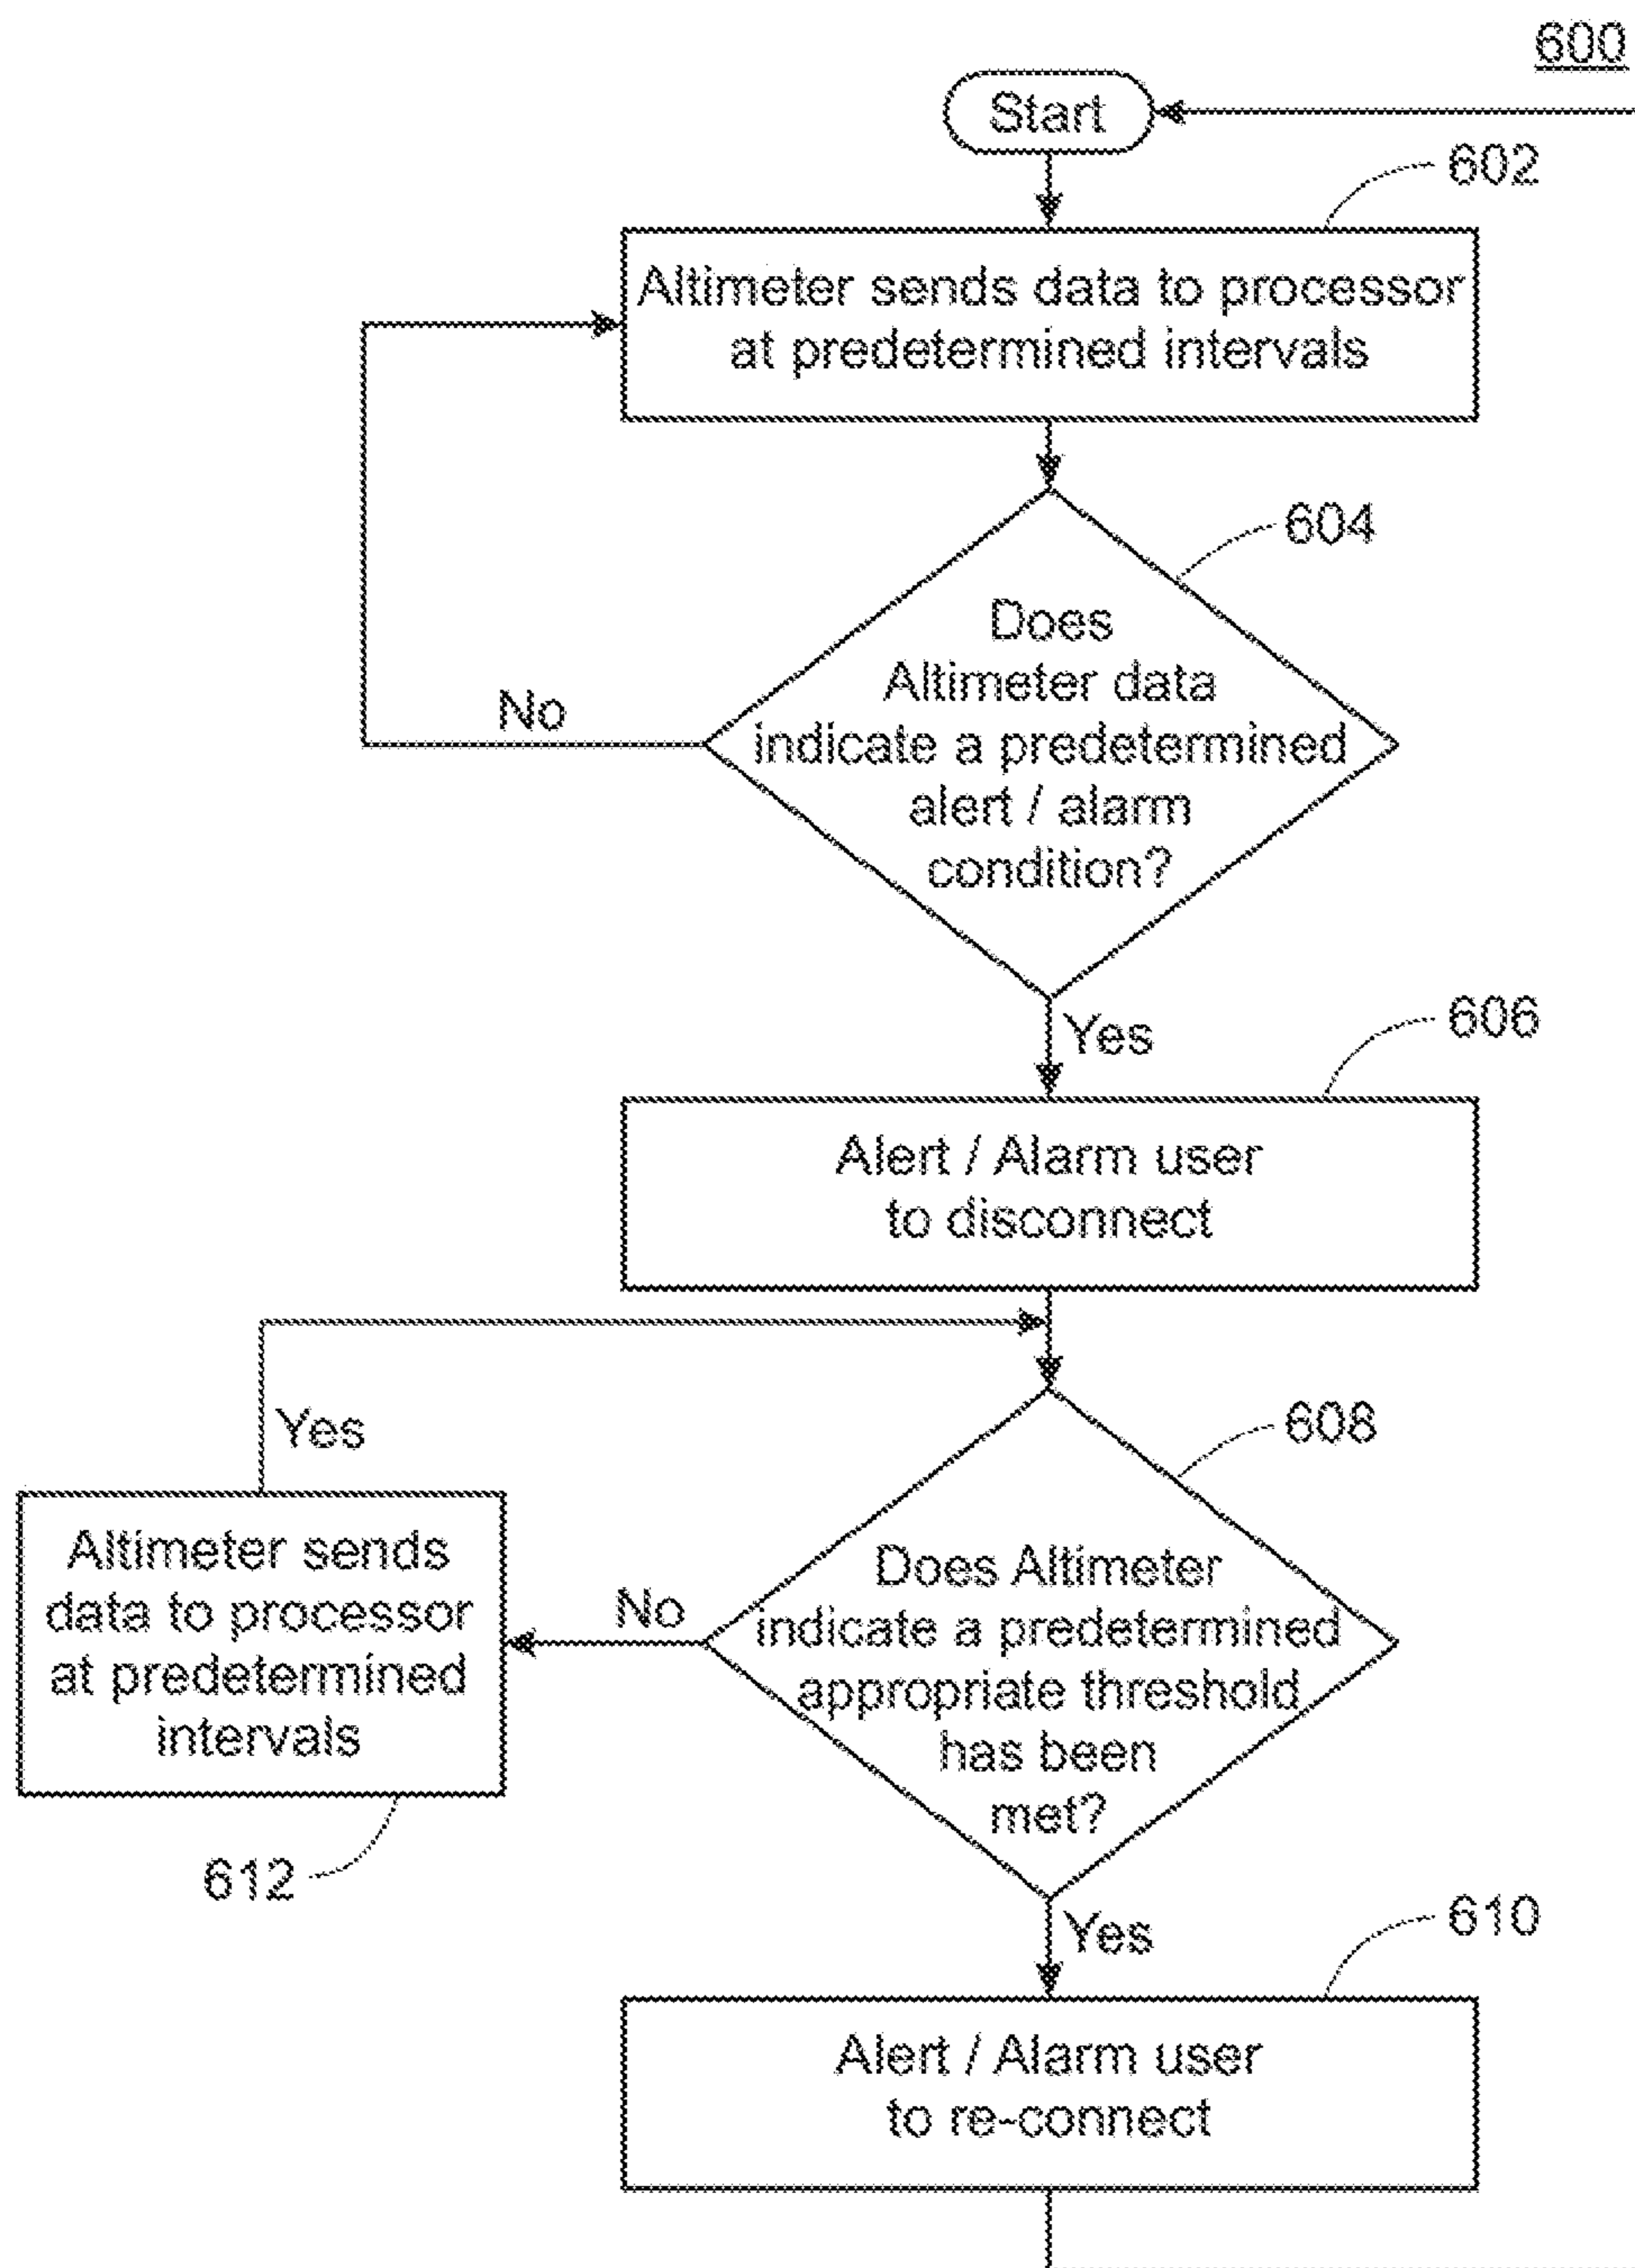 600
Start
602
Altimeter sends data to processor
at predetermined intervals
604
Does
Altimeter data
indicate a predetermined
alert / alarm
condition?
No
Yes
606
Alert / Alarm user
to disconnect
Yes
608
Altimeter sends
data to processor
at predetermined
intervals
No
Does Altimeter
indicate a predetermined
appropriate threshold
has been
met?
612
Yes
610
Alert / Alarm user
to re-connect